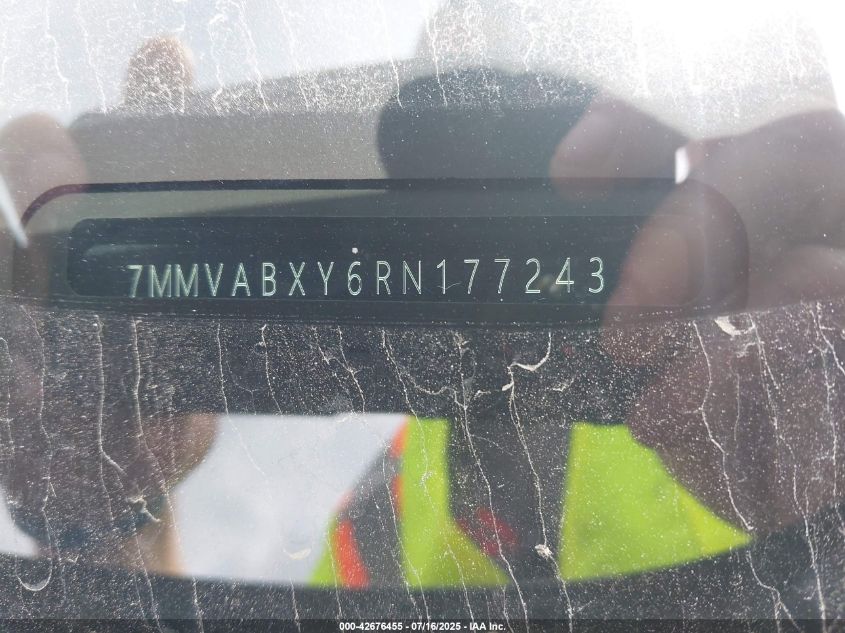 7MMVABXY6RN177243
000-42676455 - 07/16/2025 - IAA Inc.